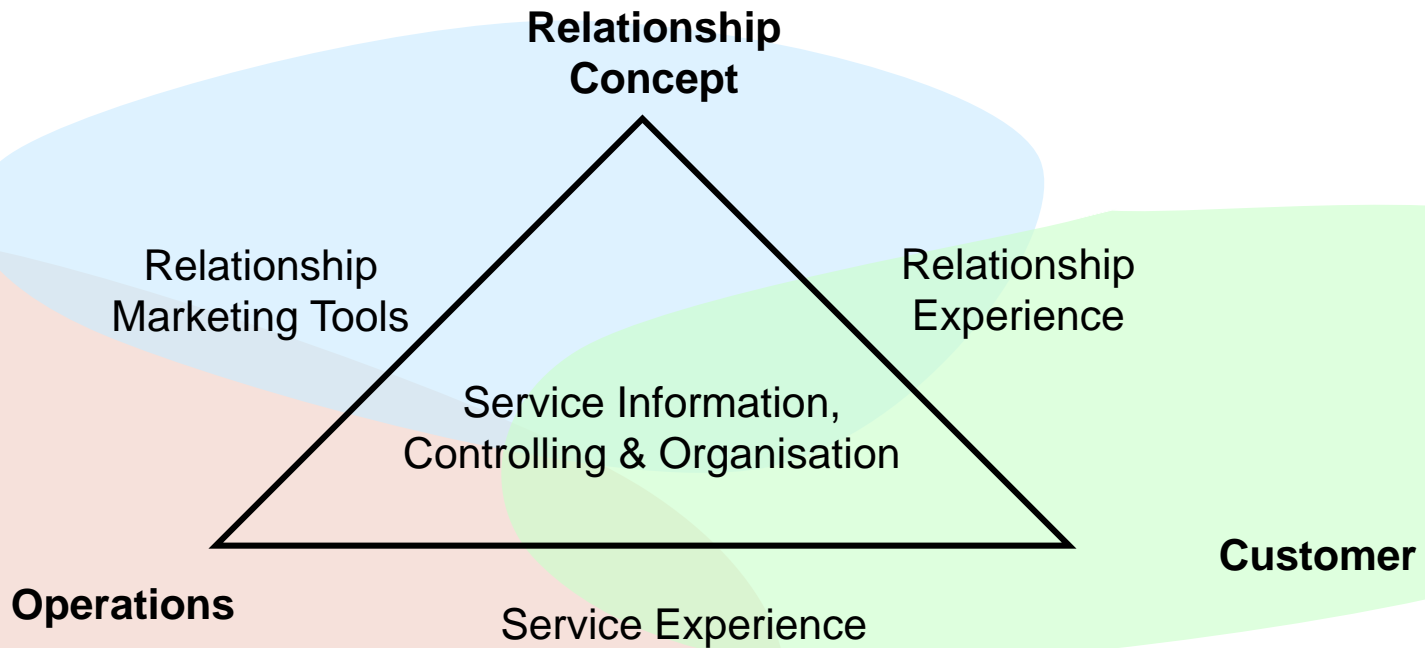 Relationship
Concept
Relationship
Marketing Tools
Relationship
Experience
Service Information,
Controlling & Organisation
Customer
Operations
Service Experience